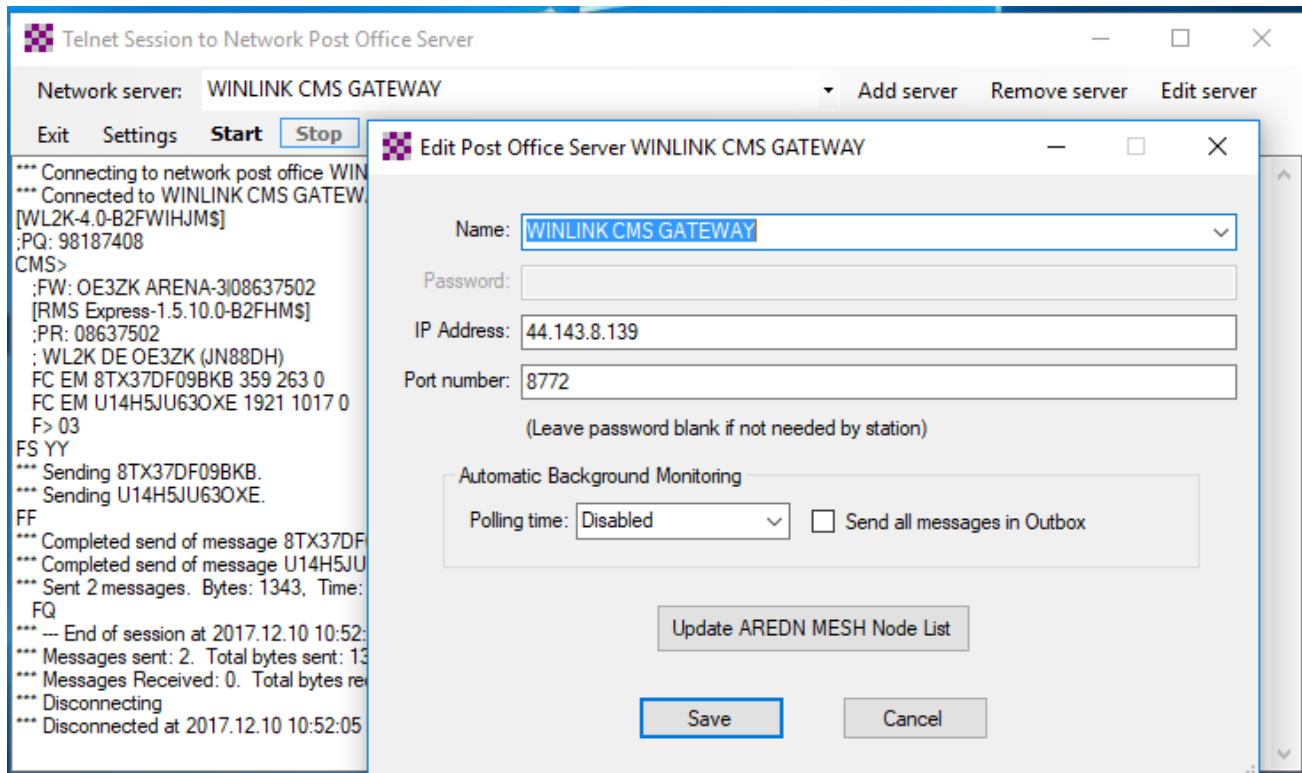 Telnet Session to Network Post Office Server
Network server: WINLINK CMS GATEWAY Add server Remove server Edit server
Exit Settings Start Stop
*** Connecting to network post office WIN
*** Connected to WINLINK CMS GATEWA
[WL2K-4.0-B2FWIHJM$]
;PQ: 98187408
CMS>
;FW: OE3ZK ARENA-3|08637502
[RMS Express-1.5.10.0-B2FHM$]
;PR: 08637502
; WL2K DE OE3ZK (JN88DH)
FC EM 8TX37DF09BKB 359 263 0
FC EM U14H5JU63OXE 1921 1017 0
F> 03
FS YY
*** Sending 8TX37DF09BKB.
*** Sending U14H5JU63OXE.
FF
*** Completed send of message 8TX37DF
*** Completed send of message U14H5JU
*** Sent 2 messages. Bytes: 1343, Time:
FQ
*** --- End of session at 2017.12.10 10:52:
*** Messages sent: 2. Total bytes sent: 13
*** Messages Received: 0. Total bytes re
*** Disconnecting
*** Disconnected at 2017.12.10 10:52:05
Edit Post Office Server WINLINK CMS GATEWAY
Name: WINLINK CMS GATEWAY
Password:
IP Address: 44.143.8.139
Port number: 8772
(Leave password blank if not needed by station)
Automatic Background Monitoring
Polling time: Disabled Send all messages in Outbox
Update AREDN MESH Node List
Save Cancel